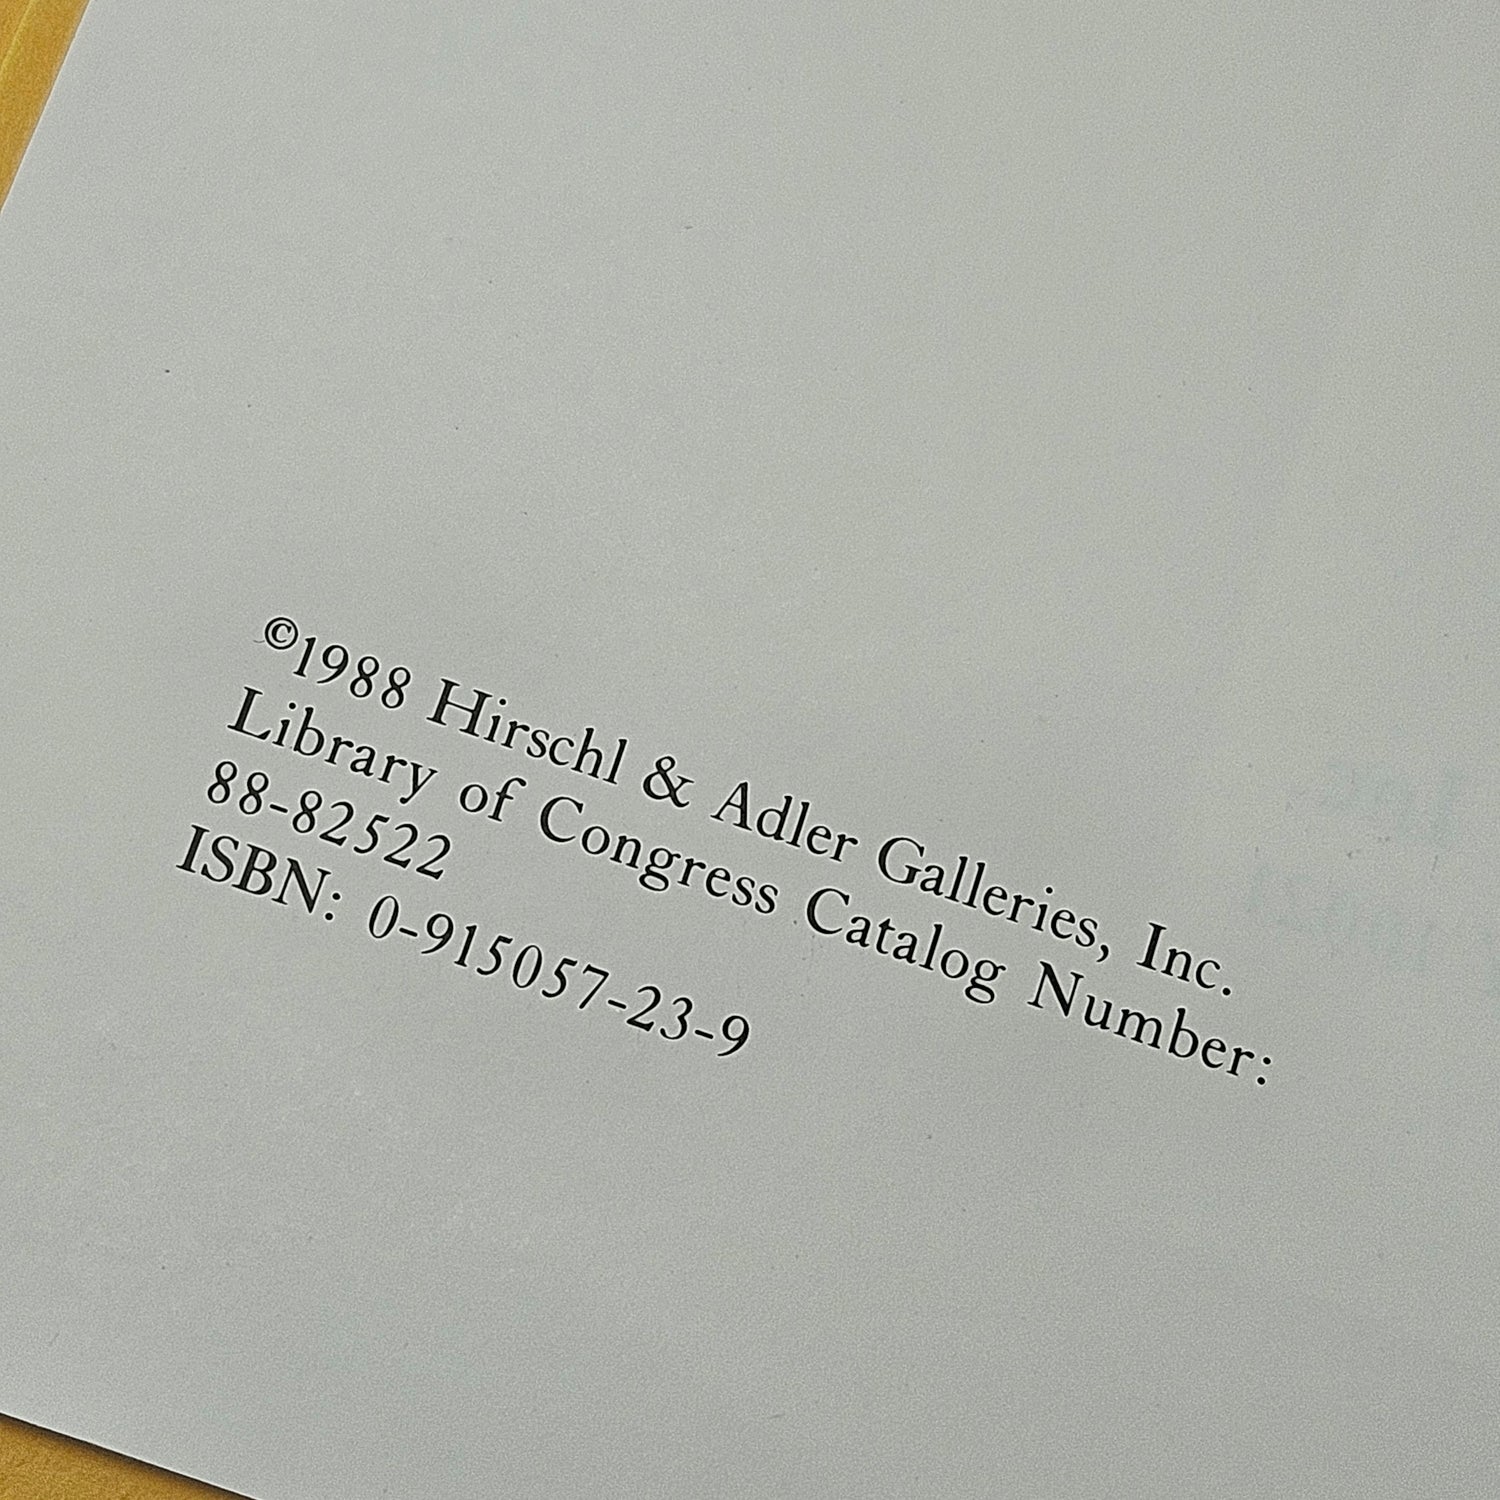 ©1988 Hirschl & Adler Galleries, Inc.
Library of Congress Catalog Number:
88-82522
ISBN: 0-915057-23-9